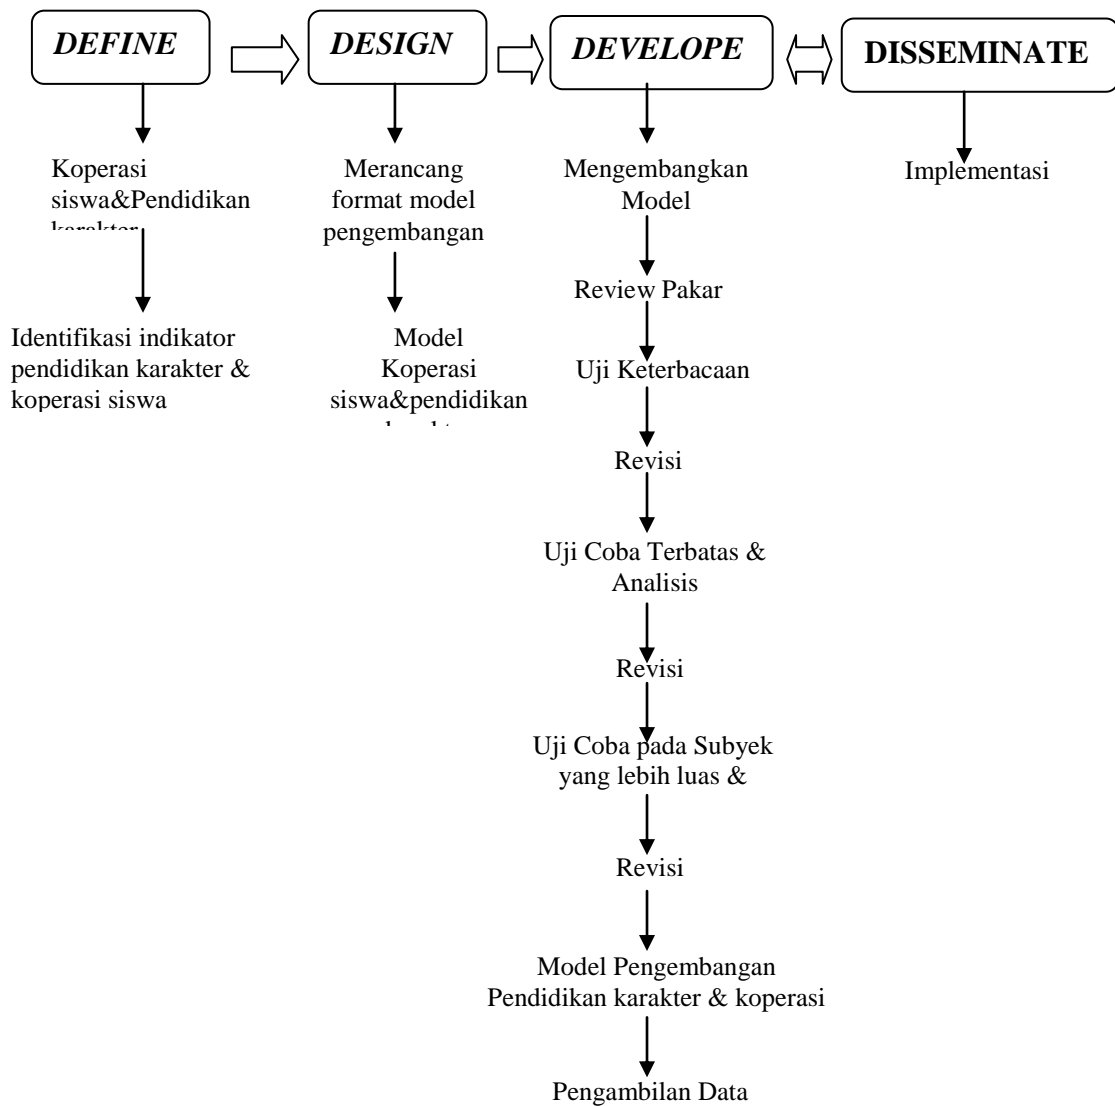 DEFINE
DESIGN
DEVELOPE
DISSEMINATE
Koperasi
siswa&Pendidikan
karakter
Identifikasi indikator
pendidikan karakter &
koperasi siswa
Merancang
format model
pengembangan
Model
Koperasi
siswa&pendidikan
Mengembangkan
Model
Review Pakar
Uji Keterbacaan
Revisi
Uji Coba Terbatas &
Analisis
Revisi
Uji Coba pada Subyek
yang lebih luas &
Revisi
Model Pengembangan
Pendidikan karakter & koperasi
Pengambilan Data
Implementasi